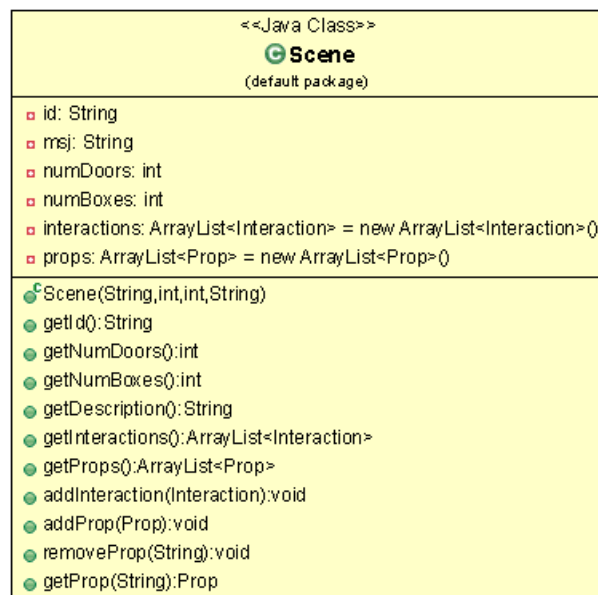 <<Java Class>>
C Scene
(default package)
id: String
msj: String
numDoors: int
numBoxes: int
interactions: ArrayList<Interaction> = new ArrayList<Interaction>()
props: ArrayList<Prop> = new ArrayList<Prop>()
C Scene(String,int,int,String)
getId():String
getNumDoors():int
getNumBoxes():int
getDescription():String
getInteractions():ArrayList<Interaction>
getProps():ArrayList<Prop>
addInteraction(Interaction):void
addProp(Prop):void
removeProp(String):void
getProp(String):Prop